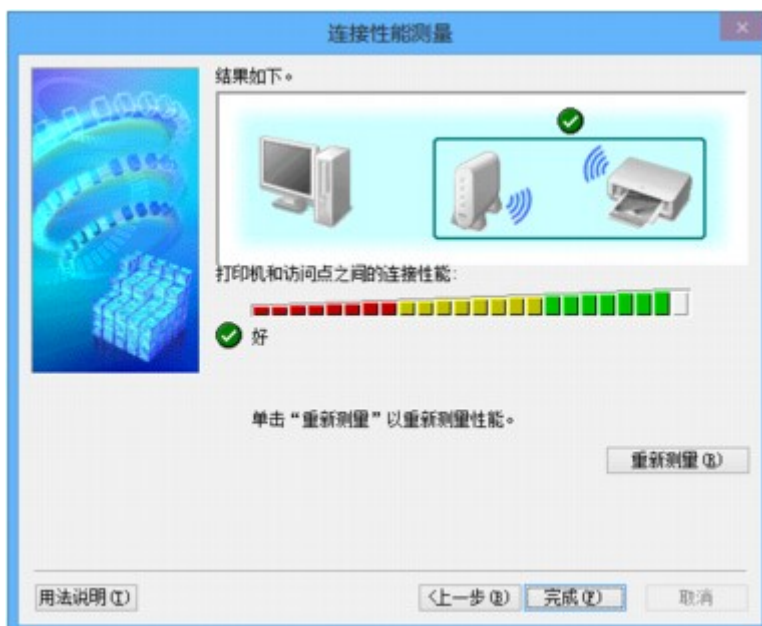 连接性能测量
结果如下。
打印机和访问点之间的连接性能:
好
单击“重新测量”以重新测量性能。
重新测量(R)
用法说明(I)
<上一步(B)
完成(F)
取消